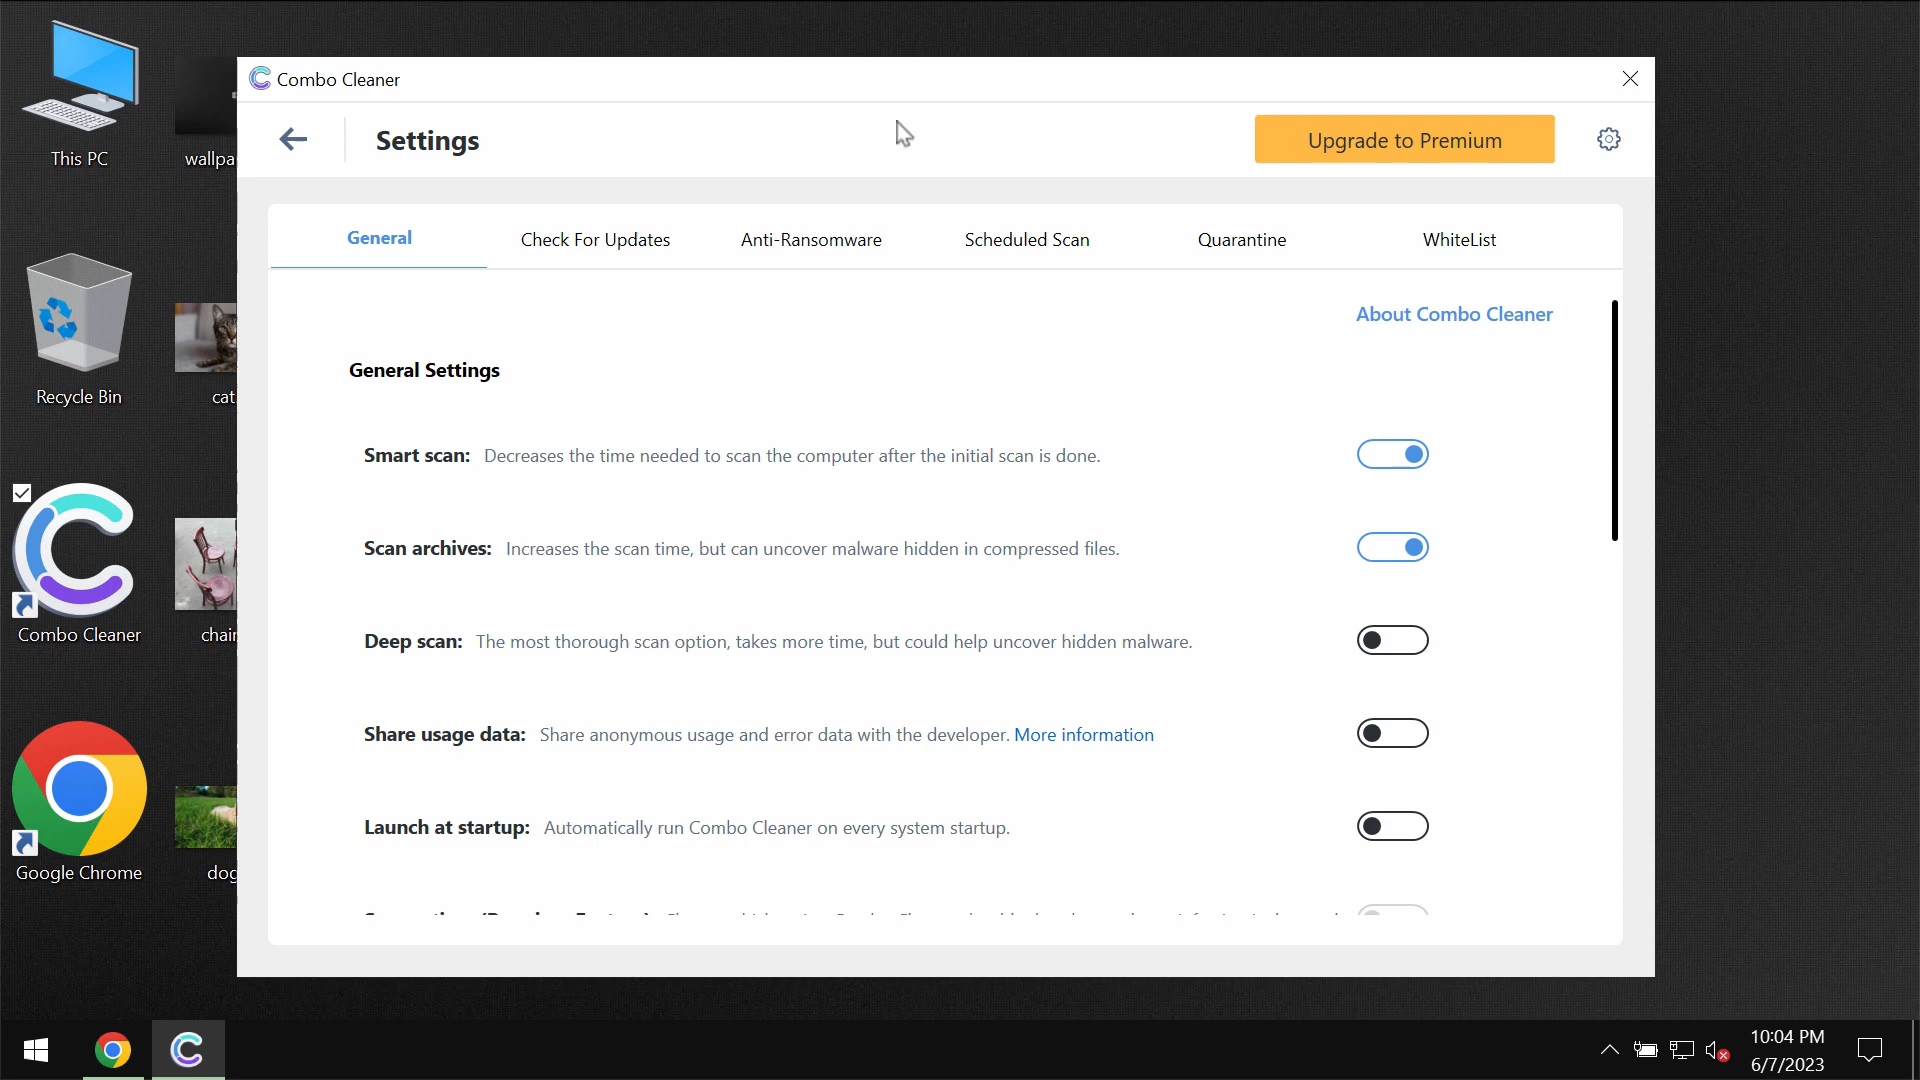 This PC
wallpa
Recycle Bin
cat
Combo Cleaner
chair
Google Chrome
dog
Combo Cleaner
Settings
Upgrade to Premium
General
Check For Updates
Anti-Ransomware
Scheduled Scan
Quarantine
WhiteList
About Combo Cleaner
General Settings
Smart scan: Decreases the time needed to scan the computer after the initial scan is done.
Scan archives: Increases the scan time, but can uncover malware hidden in compressed files.
Deep scan: The most thorough scan option, takes more time, but could help uncover hidden malware.
Share usage data: Share anonymous usage and error data with the developer. More information
Launch at startup: Automatically run Combo Cleaner on every system startup.
10:04 PM
6/7/2023